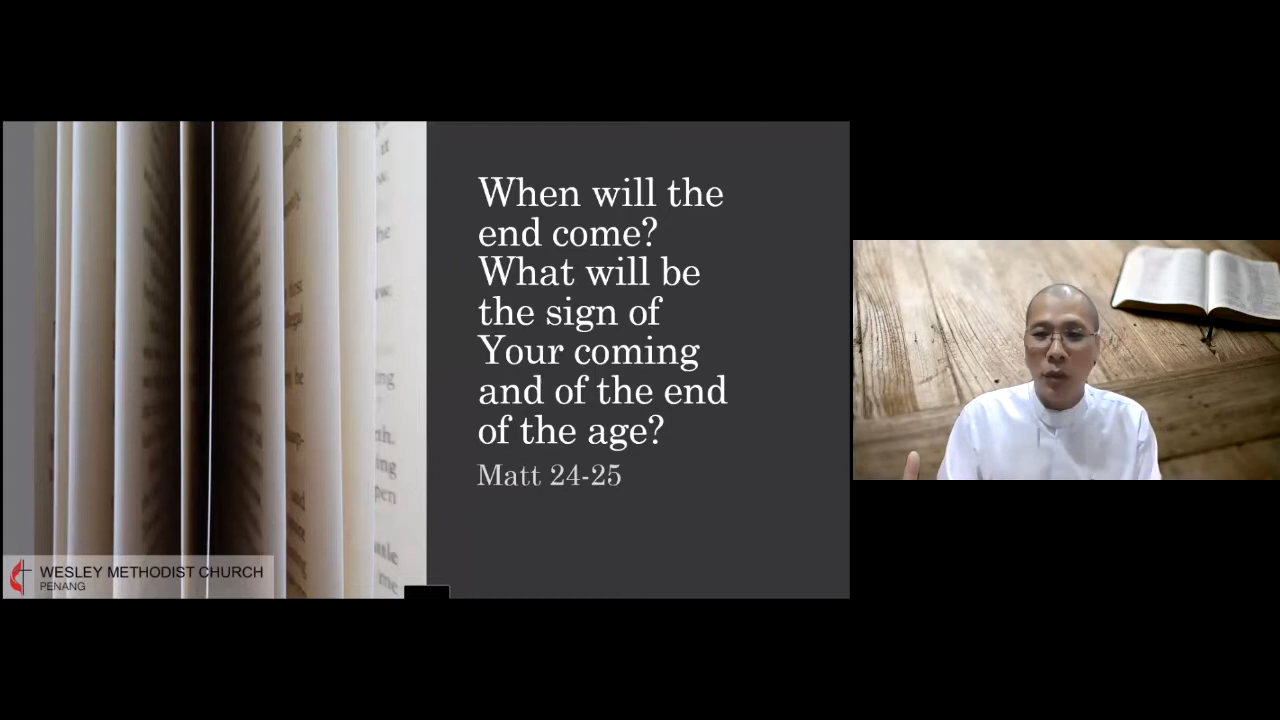 When will the
end come?
What will be
the sign of
Your coming
and of the end
of the age?
Matt 24-25
WESLEY METHODIST CHURCH
PENANG